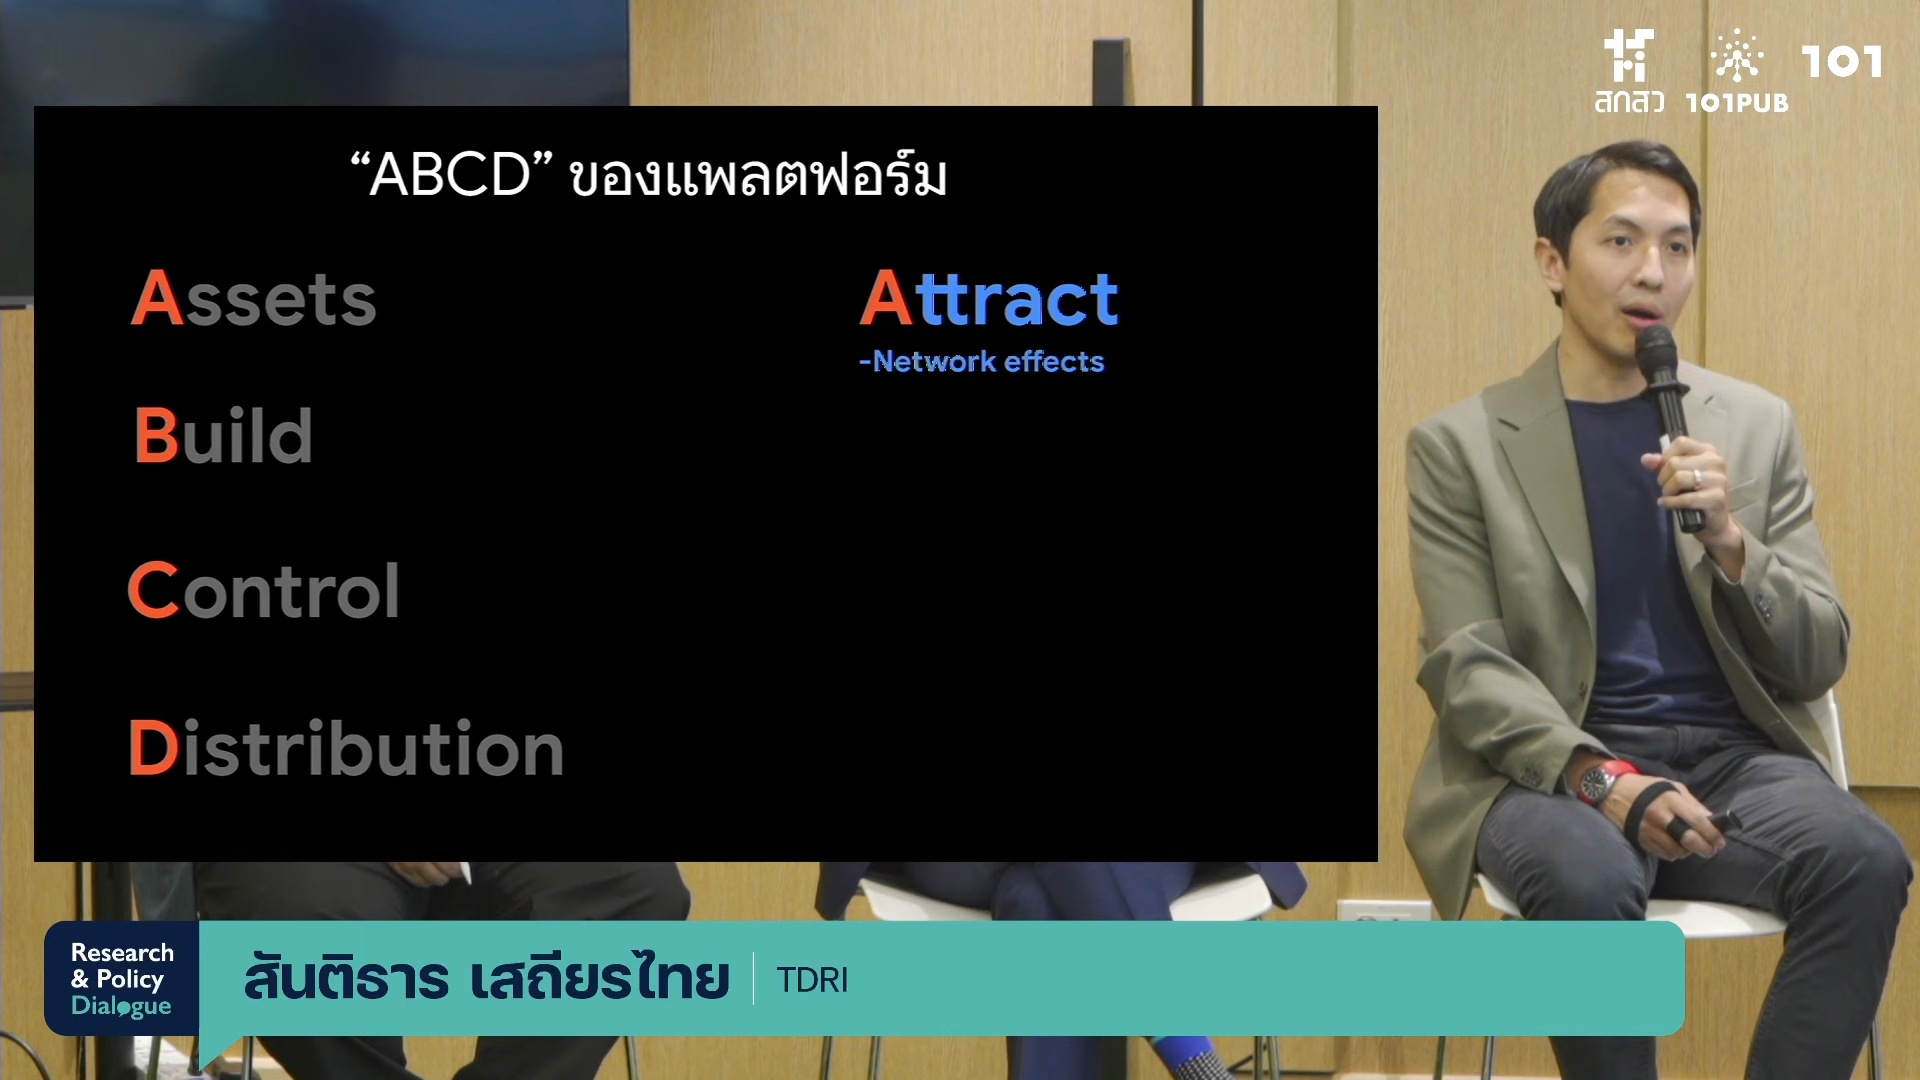 สกสว
101PUB
101
“ABCD” ของแพลตฟอร์ม
Assets
Attract
-Network effects
Build
Control
Distribution
Research
& Policy
Dialogue
สันติธาร เสถียรไทย
TDRI